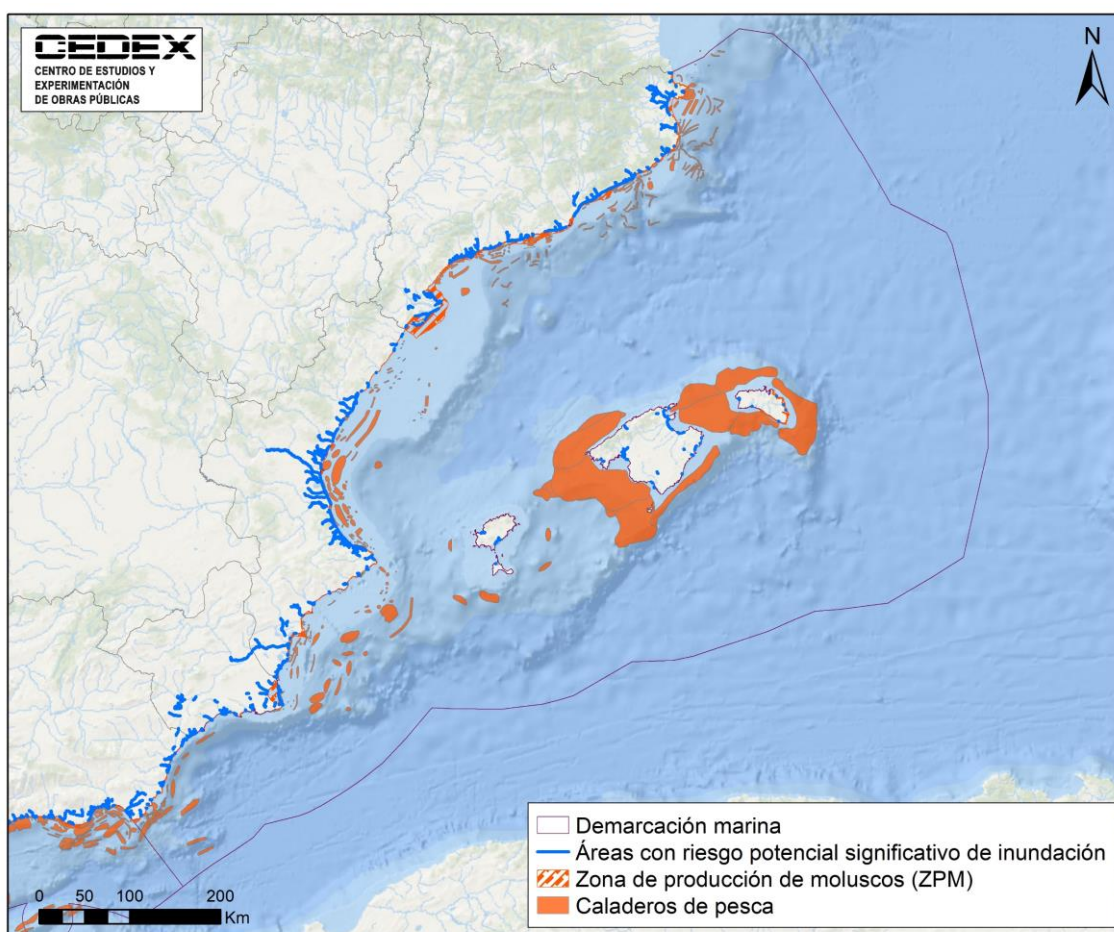 CEDEX
CENTRO DE ESTUDIOS Y
EXPERIMENTACIÓN
DE OBRAS PÚBLICAS
N
Demarcación marina
Áreas con riesgo potencial significativo de inundación
Zona de producción de moluscos (ZPM)
Caladeros de pesca
0 50 100 200
Km